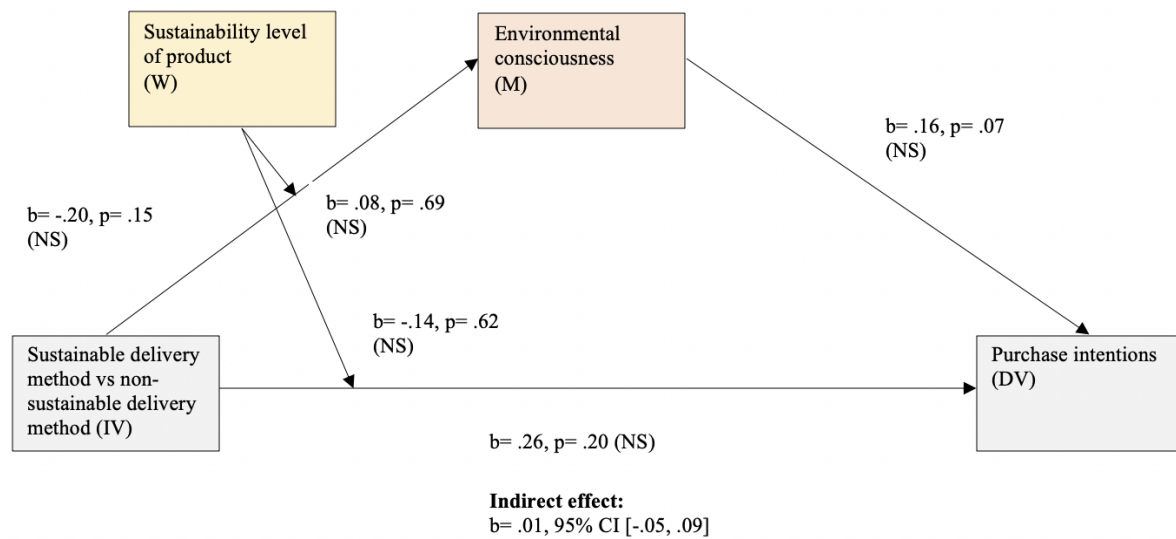 Sustainability level
of product
(W)
Environmental
consciousness
(M)
b= .16, p= .07
(NS)
b= -.20, p= .15
(NS)
b= .08, p= .69
(NS)
b= -.14, p= .62
(NS)
Sustainable delivery
method vs non-
sustainable delivery
method (IV)
Purchase intentions
(DV)
b= .26, p= .20 (NS)
Indirect effect:
b= .01, 95% CI [-.05, .09]